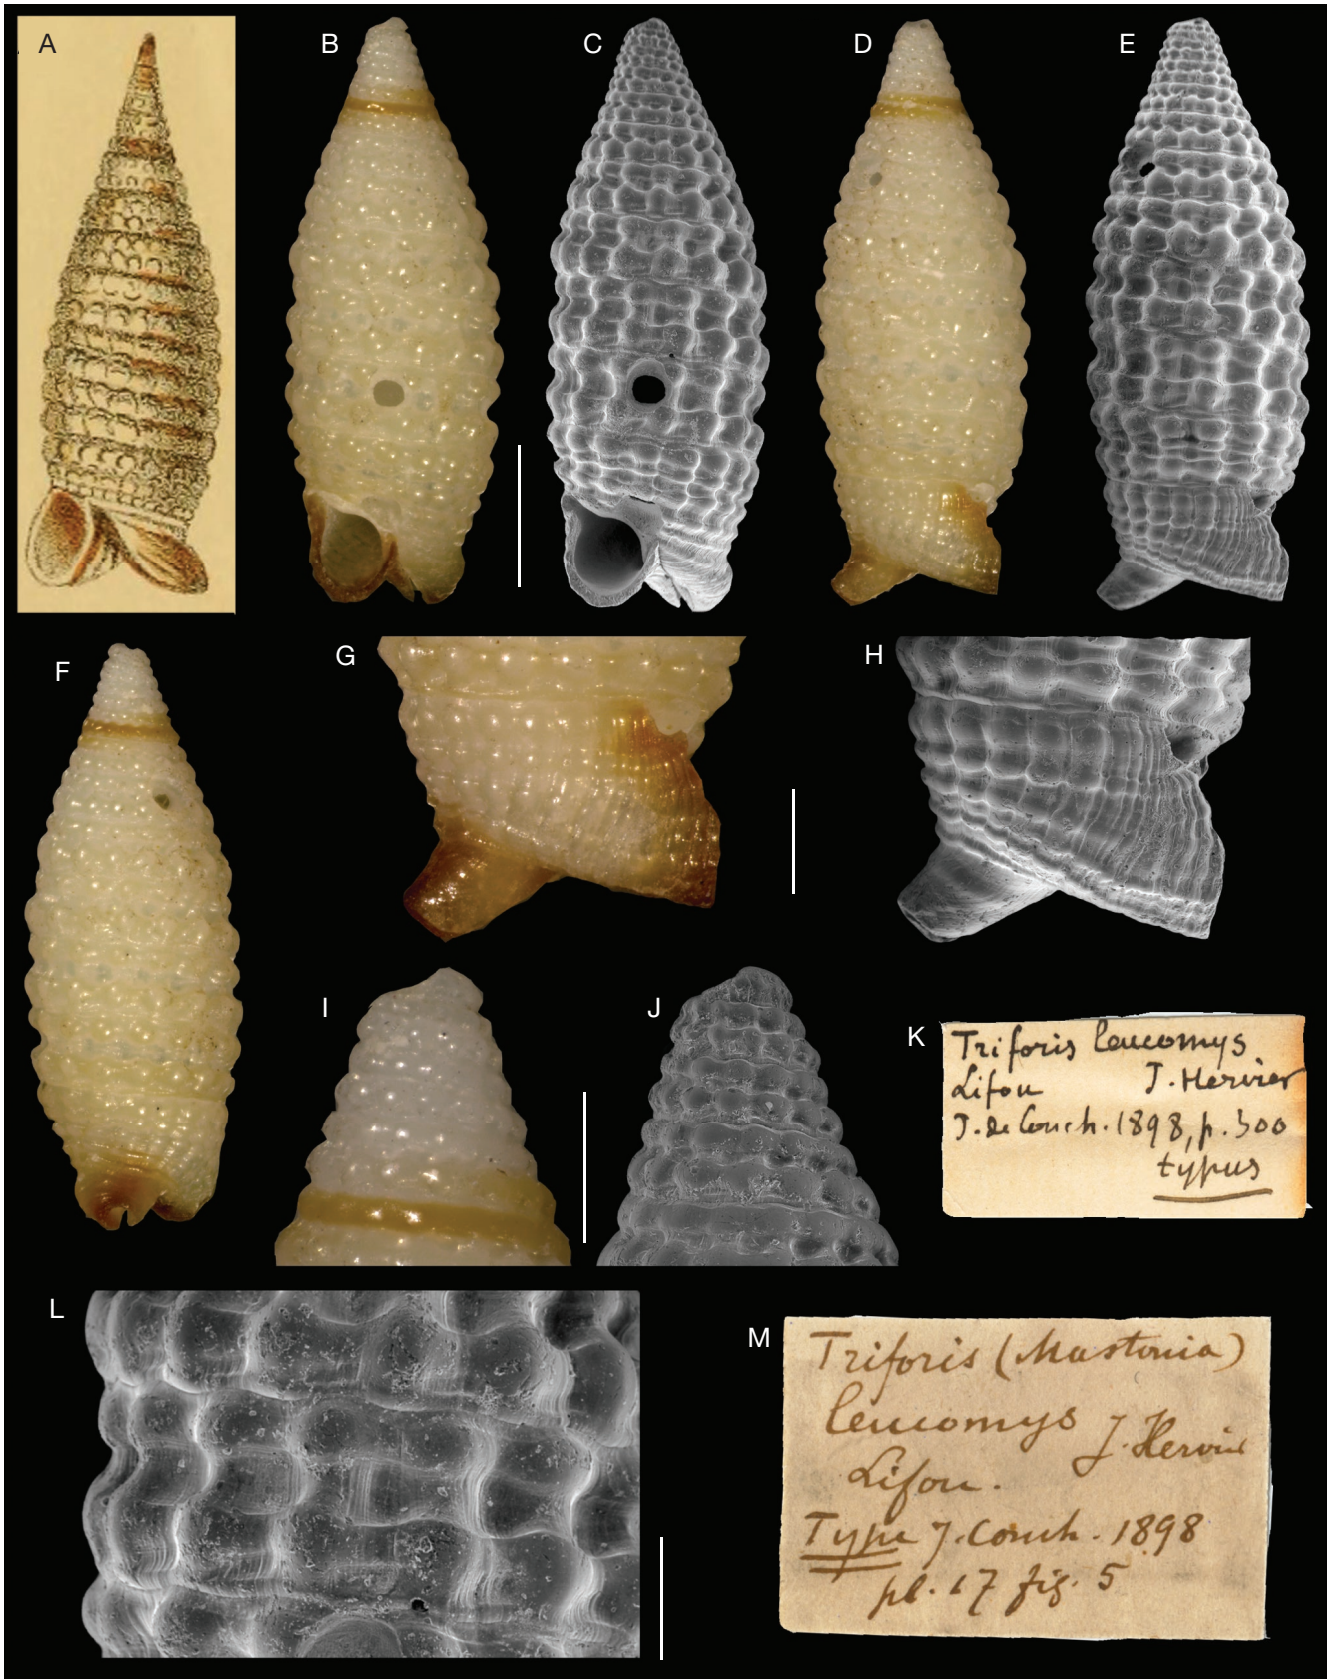 A
B
C
D
E
F
G
H
I
J
K
Triforis leucomys
Lifou J. Hervier
J. de Conch. 1898, p. 300
typus
L
M
Triforis (Mastonia)
leucomys J. Hervier
Lifou.
Type J. Conch. 1898
pl. 17 fig. 5